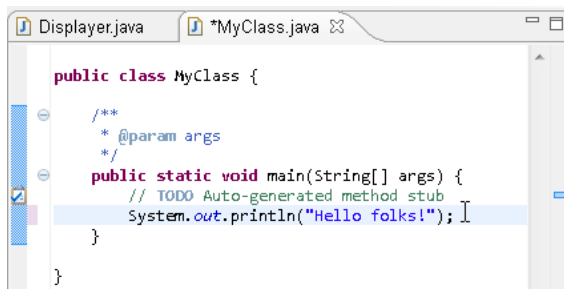 Displayer.java *MyClass.java
public class MyClass {
/**
* @param args
*/
public static void main(String[] args) {
// TODO Auto-generated method stub
System.out.println("Hello folks!");
}
}